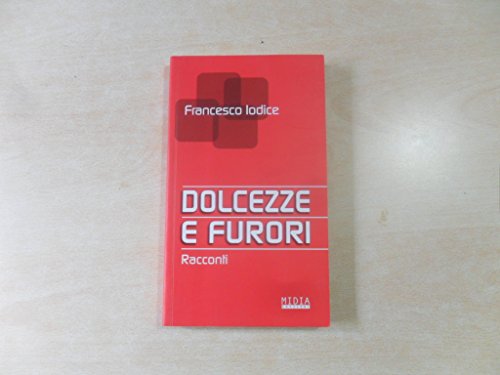 Francesco Iodice
DOLCEZZE
E FURORI
Racconti
MIDIA